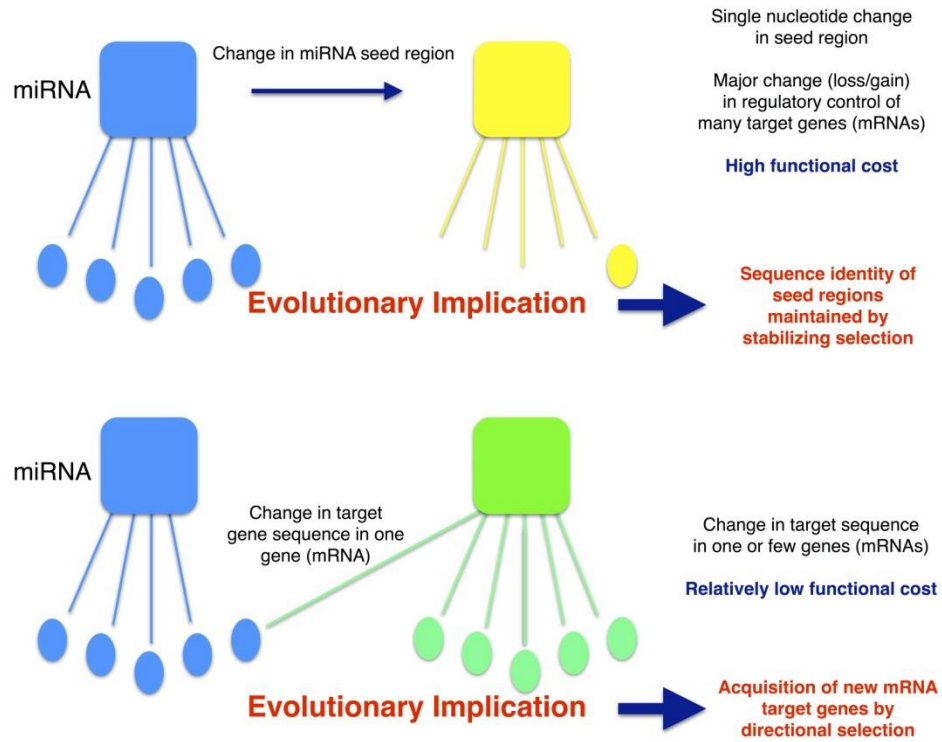 miRNA
Change in miRNA seed region
Single nucleotide change
in seed region
Major change (loss/gain)
in regulatory control of
many target genes (mRNAs)
High functional cost
Evolutionary Implication
Sequence identity of
seed regions
maintained by
stabilizing selection
miRNA
Change in target
gene sequence in one
gene (mRNA)
Change in target sequence
in one or few genes (mRNAs)
Relatively low functional cost
Evolutionary Implication
Acquisition of new mRNA
target genes by
directional selection